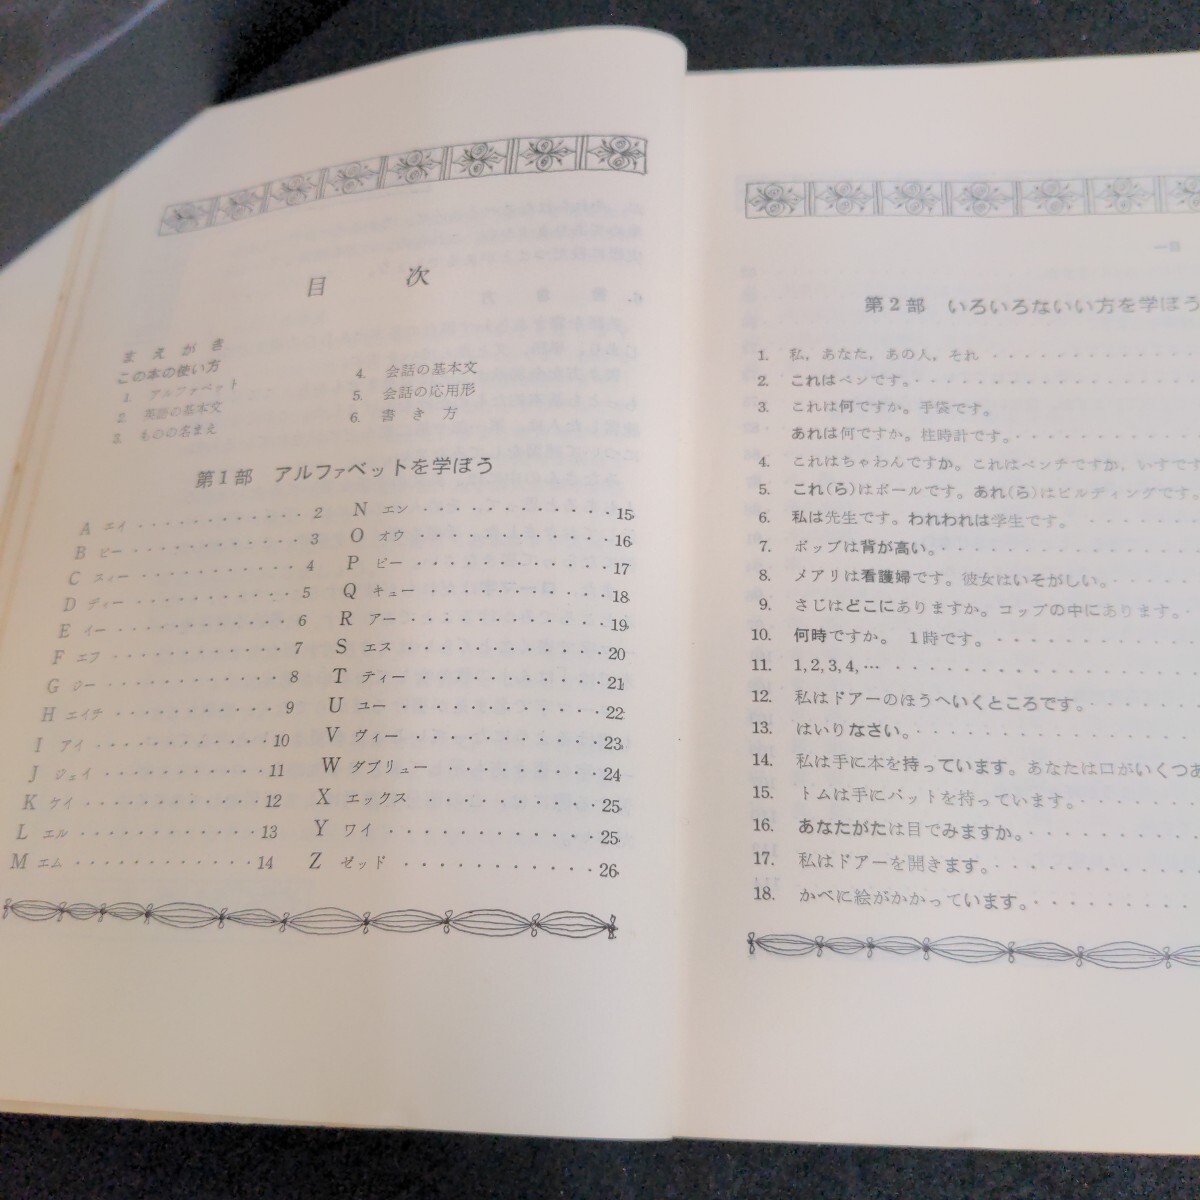 目 次
まえがき
この本の使い方
1. アルファベット
2. 英語の基本文
3. ものの名まえ
4. 会話の基本文
5. 会話の応用形
6. 書き方
第1部 アルファベットを学ぼう
A エイ ············ 2
B ビー ············ 3
C スィー ············ 4
D ディー ············ 5
E イー ············ 6
F エフ ············ 7
G ジー ············ 8
H エイチ ············ 9
I アイ ············ 10
J ジェイ ············ 11
K ケイ ············ 12
L エル ············ 13
M エム ············ 14
N エン ············ 15
O オウ ············ 16
P ピー ············ 17
Q キュー ············ 18
R アー ············ 19
S エス ············ 20
T ティー ············ 21
U ユー ············ 22
V ヴィー ············ 23
W ダブリュー ············ 24
X エックス ············ 25
Y ワイ ············ 25
Z ゼッド ············ 26
第2部 いろいろないい方を学ぼう
1. 私，あなた，あの人，それ ············
2. これはペンです。············
3. これは何ですか。手袋です。
あれは何ですか。柱時計です。············
4. これはちゃわんですか。これはペンチですか、いすです
5. これ(ら)はボールです。あれ(ら)はビルディングです。
6. 私は先生です。われわれは学生です。 ············
7. ボッブは背が高い。············
8. メアリは看護婦です。彼女はいそがしい。············
9. さじはどこにありますか。コップの中にあります。····
10. 何時ですか。 1時です。············
11. 1,2,3,4,… ············
12. 私はドアーのほうへいくところです。············
13. はいりなさい。············
14. 私は手に本を持っています。あなたは口がいくつあ
15. トムは手にバットを持っています。············
16. あなたがたは目でみますか。············
17. 私はドアーを開きます。············
18. かべに絵がかかっています。············